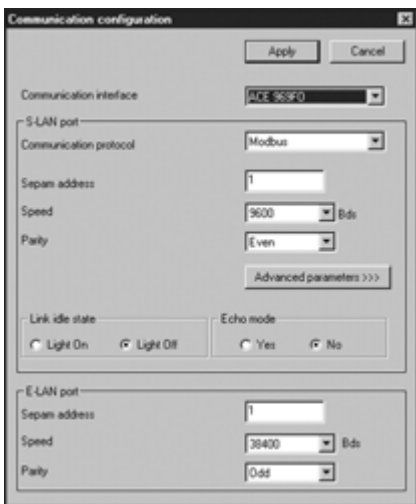 Communication configuration
Apply Cancel
Communication interface ACE 969FO
S-LAN port
Communication protocol Modbus
Sepam address 1
Speed 9600 Bds
Parity Even
Advanced parameters >>>
Link idle state Echo mode
Light On Light Off Yes No
E-LAN port
Sepam address 1
Speed 38400 Bds
Parity Odd